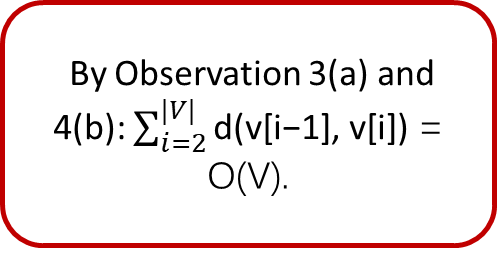 By Observation 3(a) and
4(b): ∑_{i=2}^{|V|} d(v[i−1], v[i]) =
O(V).